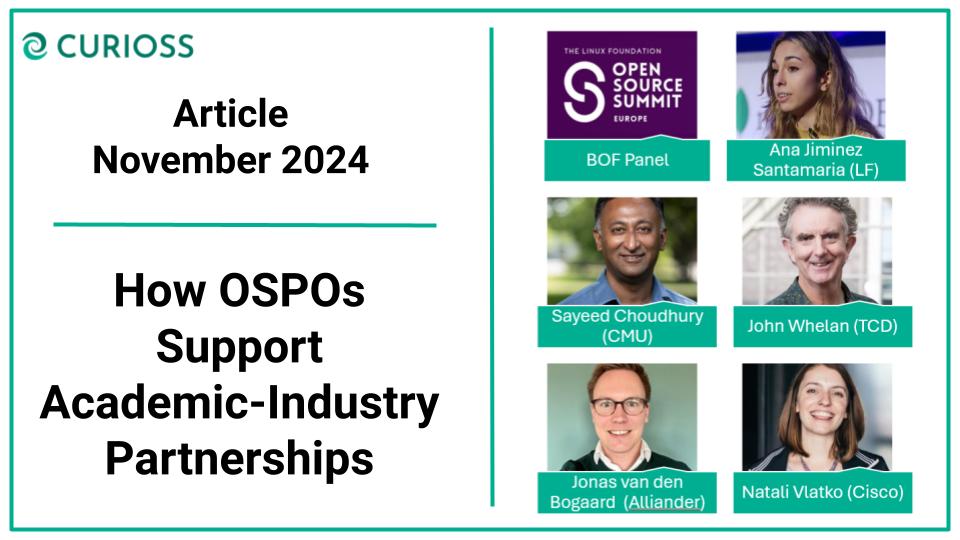 CURIOSS
Article
November 2024
How OSPOs
Support
Academic-Industry
Partnerships
THE LINUX FOUNDATION
OPEN
SOURCE
SUMMIT
EUROPE
BOF Panel
Ana Jiminez
Santamaria (LF)
Sayeed Choudhury
(CMU)
John Whelan (TCD)
Jonas van den
Bogaard (Alliander)
Natali Vlatko (Cisco)